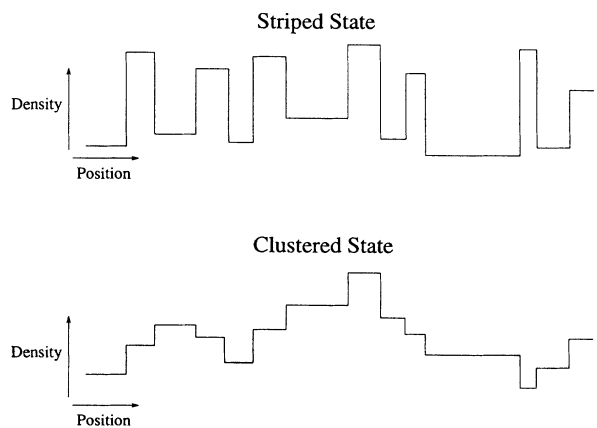 Striped State
Density
Position
Clustered State
Density
Position